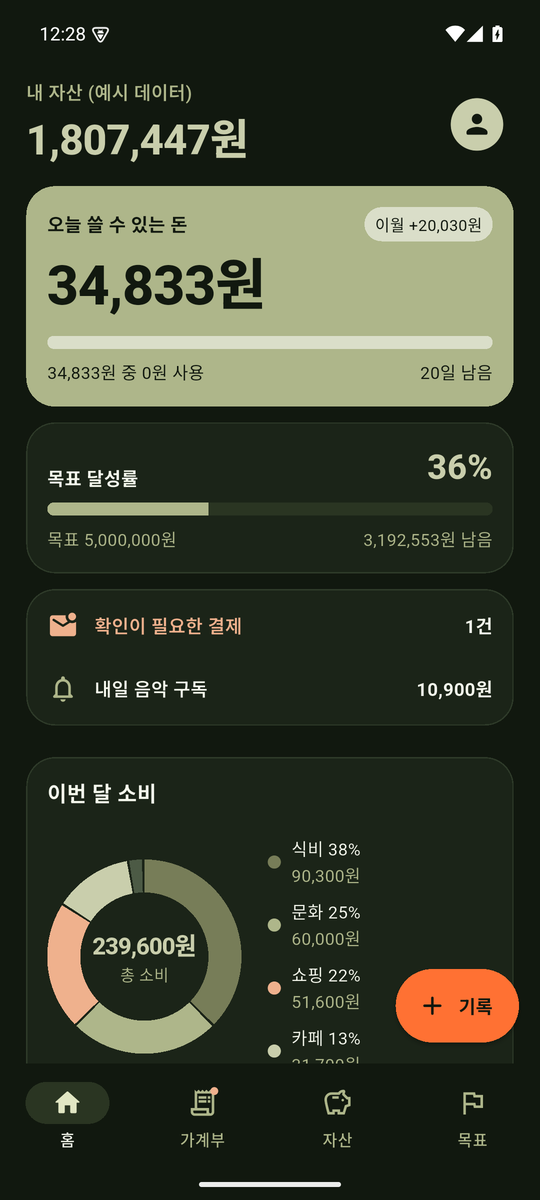 12:28
내 자산 (예시 데이터)
1,807,447원
오늘 쓸 수 있는 돈
이월 +20,030원
34,833원
34,833원 중 0원 사용
20일 남음
목표 달성률
36%
목표 5,000,000원
3,192,553원 남음
확인이 필요한 결제
1건
내일 음악 구독
10,900원
이번 달 소비
239,600원
총 소비
식비 38%
90,300원
문화 25%
60,000원
쇼핑 22%
51,600원
카페 13%
기록
홈
가계부
자산
목표